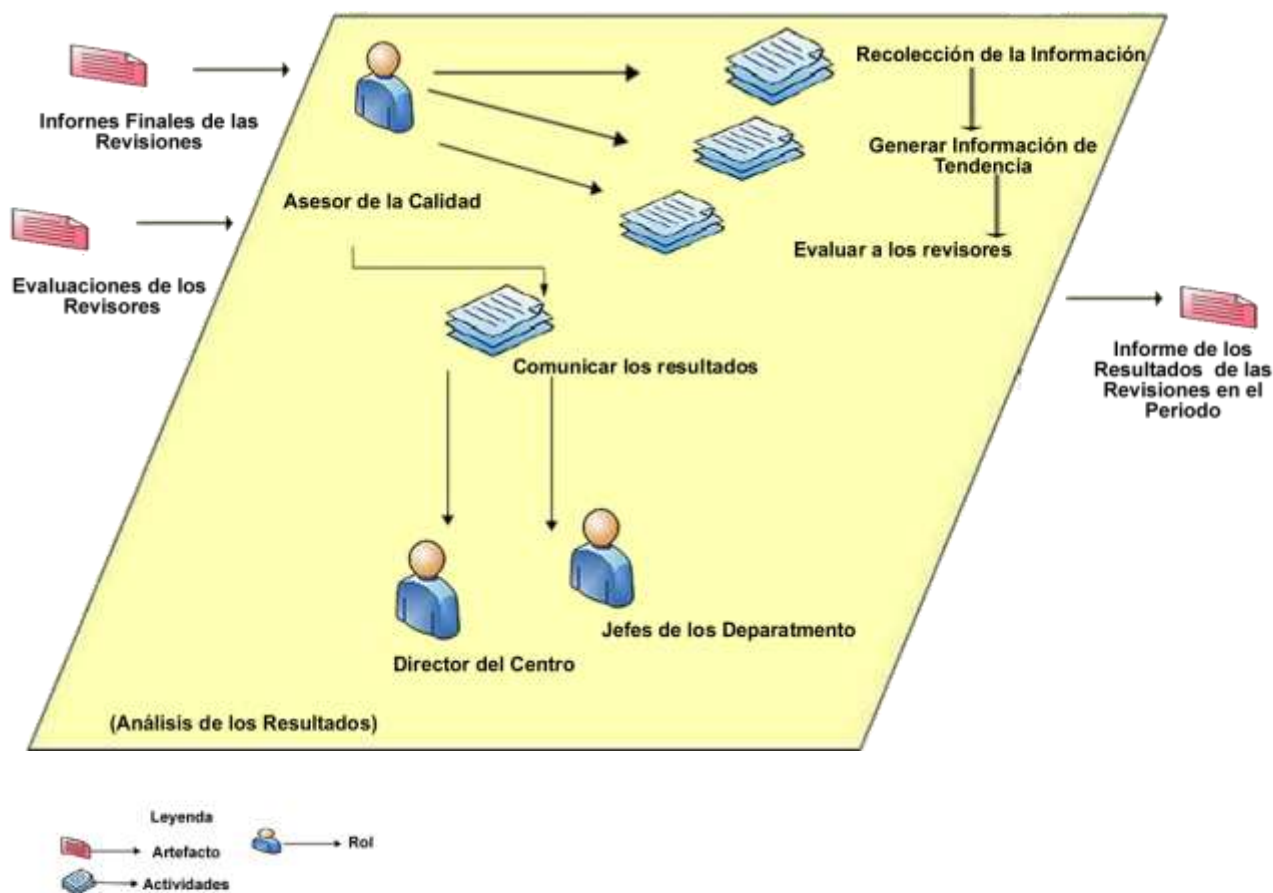 Infornes Finales de las
Revisiones
Evaluaciones de los
Revisores
Asesor de la Calidad
Recolección de la Información
Generar Información de
Tendencia
Evaluar a los revisores
Comunicar los resultados
Informe de los
Resultados de las
Revisiones en el
Periodo
Jefes de los Deparatmento
Director del Centro
(Análisis de los Resultados)
Leyenda
Artefacto
Rol
Actividades